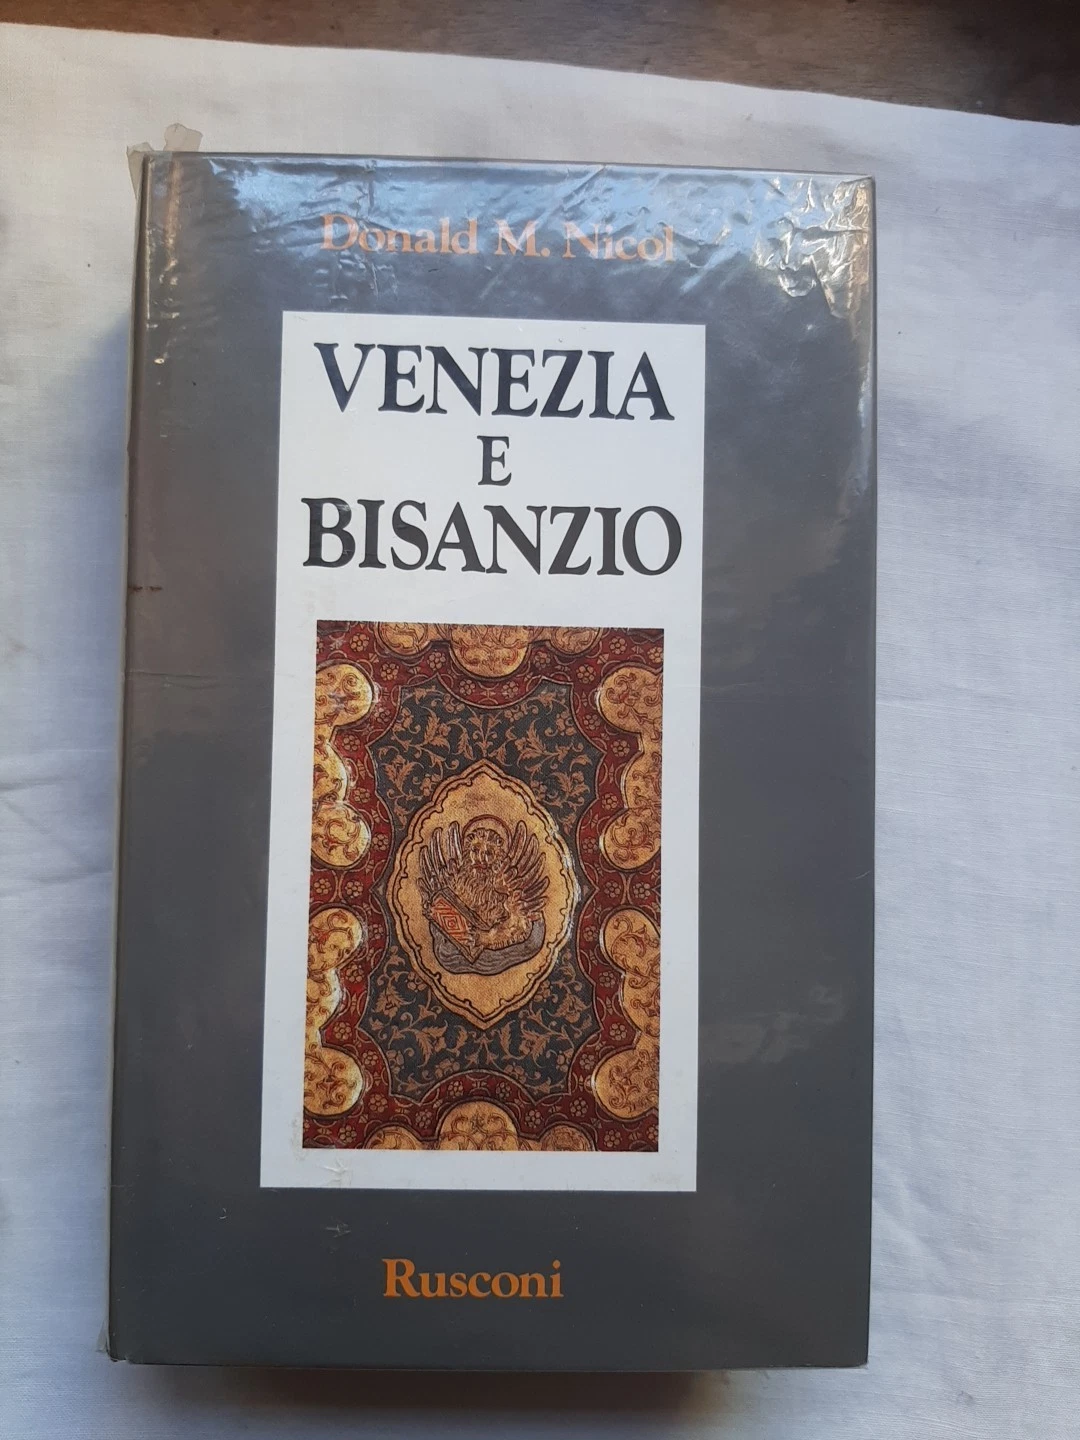 Donald M. Nicol
VENEZIA
E
BISANZIO
Rusconi